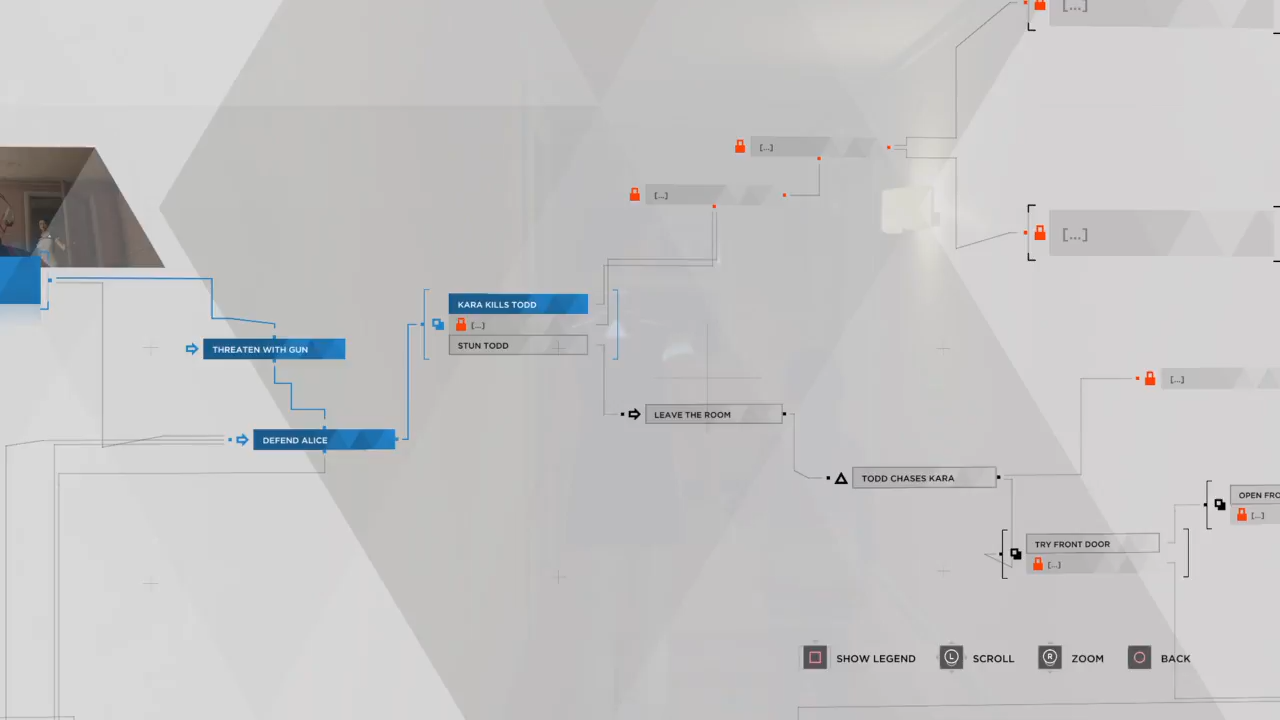 [...]
[...]
[...]
[...]
KARA KILLS TODD
[...]
STUN TODD
THREATEN WITH GUN
[...]
LEAVE THE ROOM
DEFEND ALICE
TODD CHASES KARA
OPEN FRO
[...]
TRY FRONT DOOR
[...]
SHOW LEGEND
L SCROLL
R ZOOM
BACK